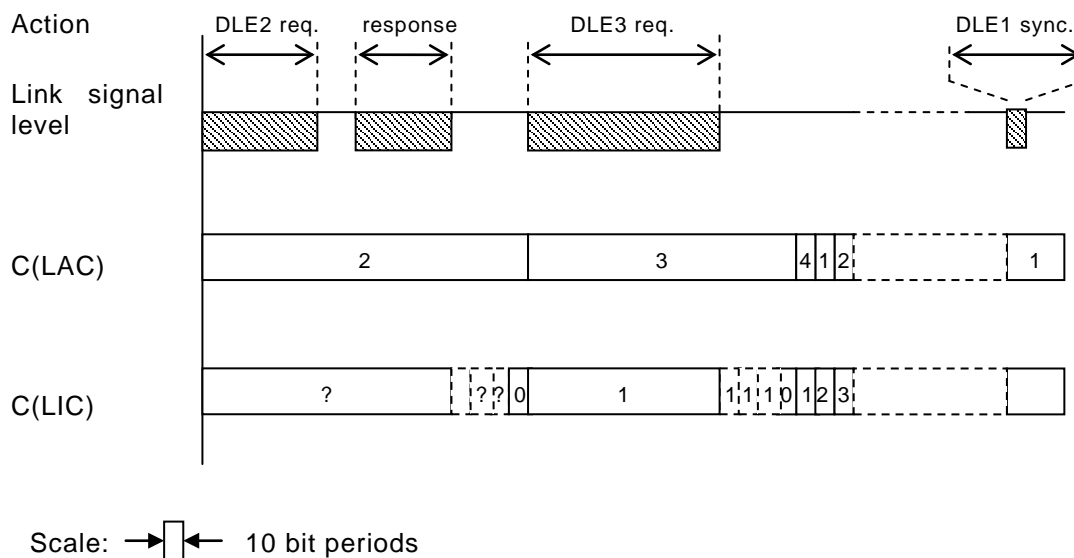 Action
DLE2 req.
response
DLE3 req.
DLE1 sync.
Link signal
level
C(LAC)
2
3
4
1
2
1
C(LIC)
?
?
?
0
1
1
1
1
0
1
2
3
Scale:
10 bit periods